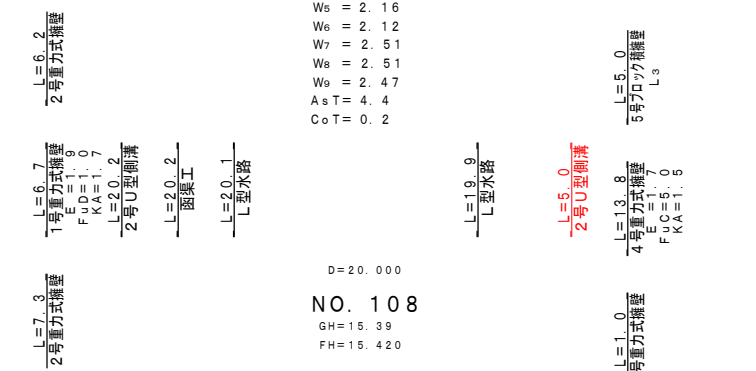 W5 = 2. 16
W6 = 2. 12
W7 = 2. 51
W8 = 2. 51
W9 = 2. 47
AsT= 4. 4
CoT= 0. 2
L=6. 2
2号重力式擁壁
L=5. 0
5号ブロック積擁壁
L3
L=6. 7
1号重力式擁壁
E =1. 9
FuD=1. 0
KA=1. 7
L=20. 2
2号U型側溝
L=20. 2
函渠工
L=20. 1
L型水路
L=19. 9
L型水路
L=5. 0
2号U型側溝
L=13. 8
4号重力式擁壁
E =1. 7
FuC=5. 0
KA=1. 5
L=7. 3
2号重力式擁壁
D=20. 000
NO. 108
GH=15. 39
FH=15. 420
L=1. 0
号重力式擁壁